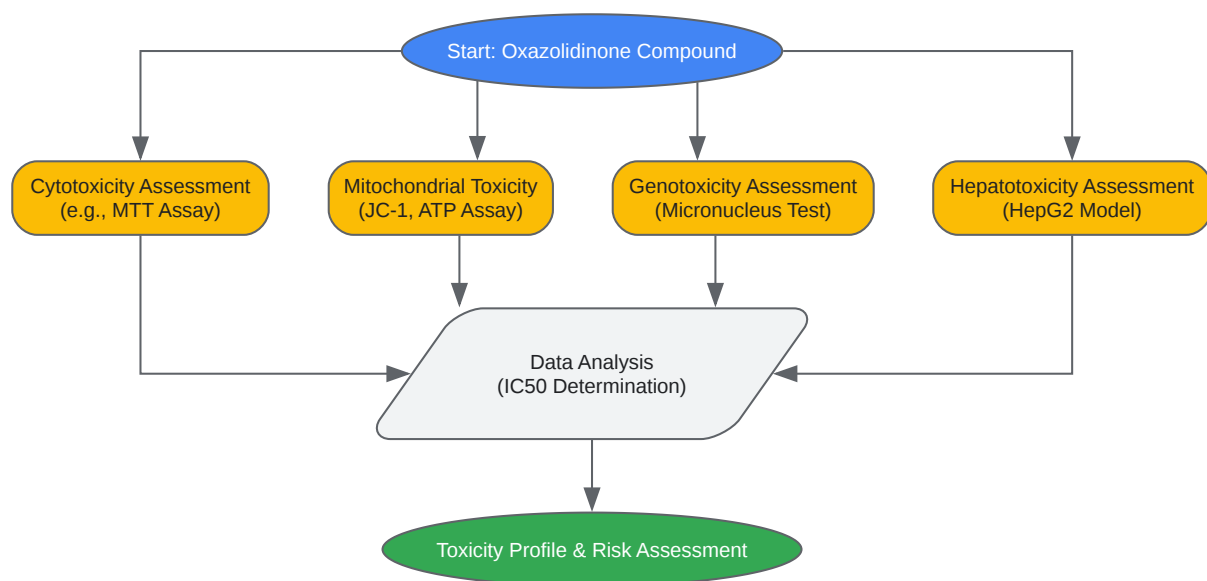 Start: Oxazolidinone Compound
Cytotoxicity Assessment
(e.g., MTT Assay)
Mitochondrial Toxicity
(JC-1, ATP Assay)
Genotoxicity Assessment
(Micronucleus Test)
Hepatotoxicity Assessment
(HepG2 Model)
Data Analysis
(IC50 Determination)
Toxicity Profile & Risk Assessment